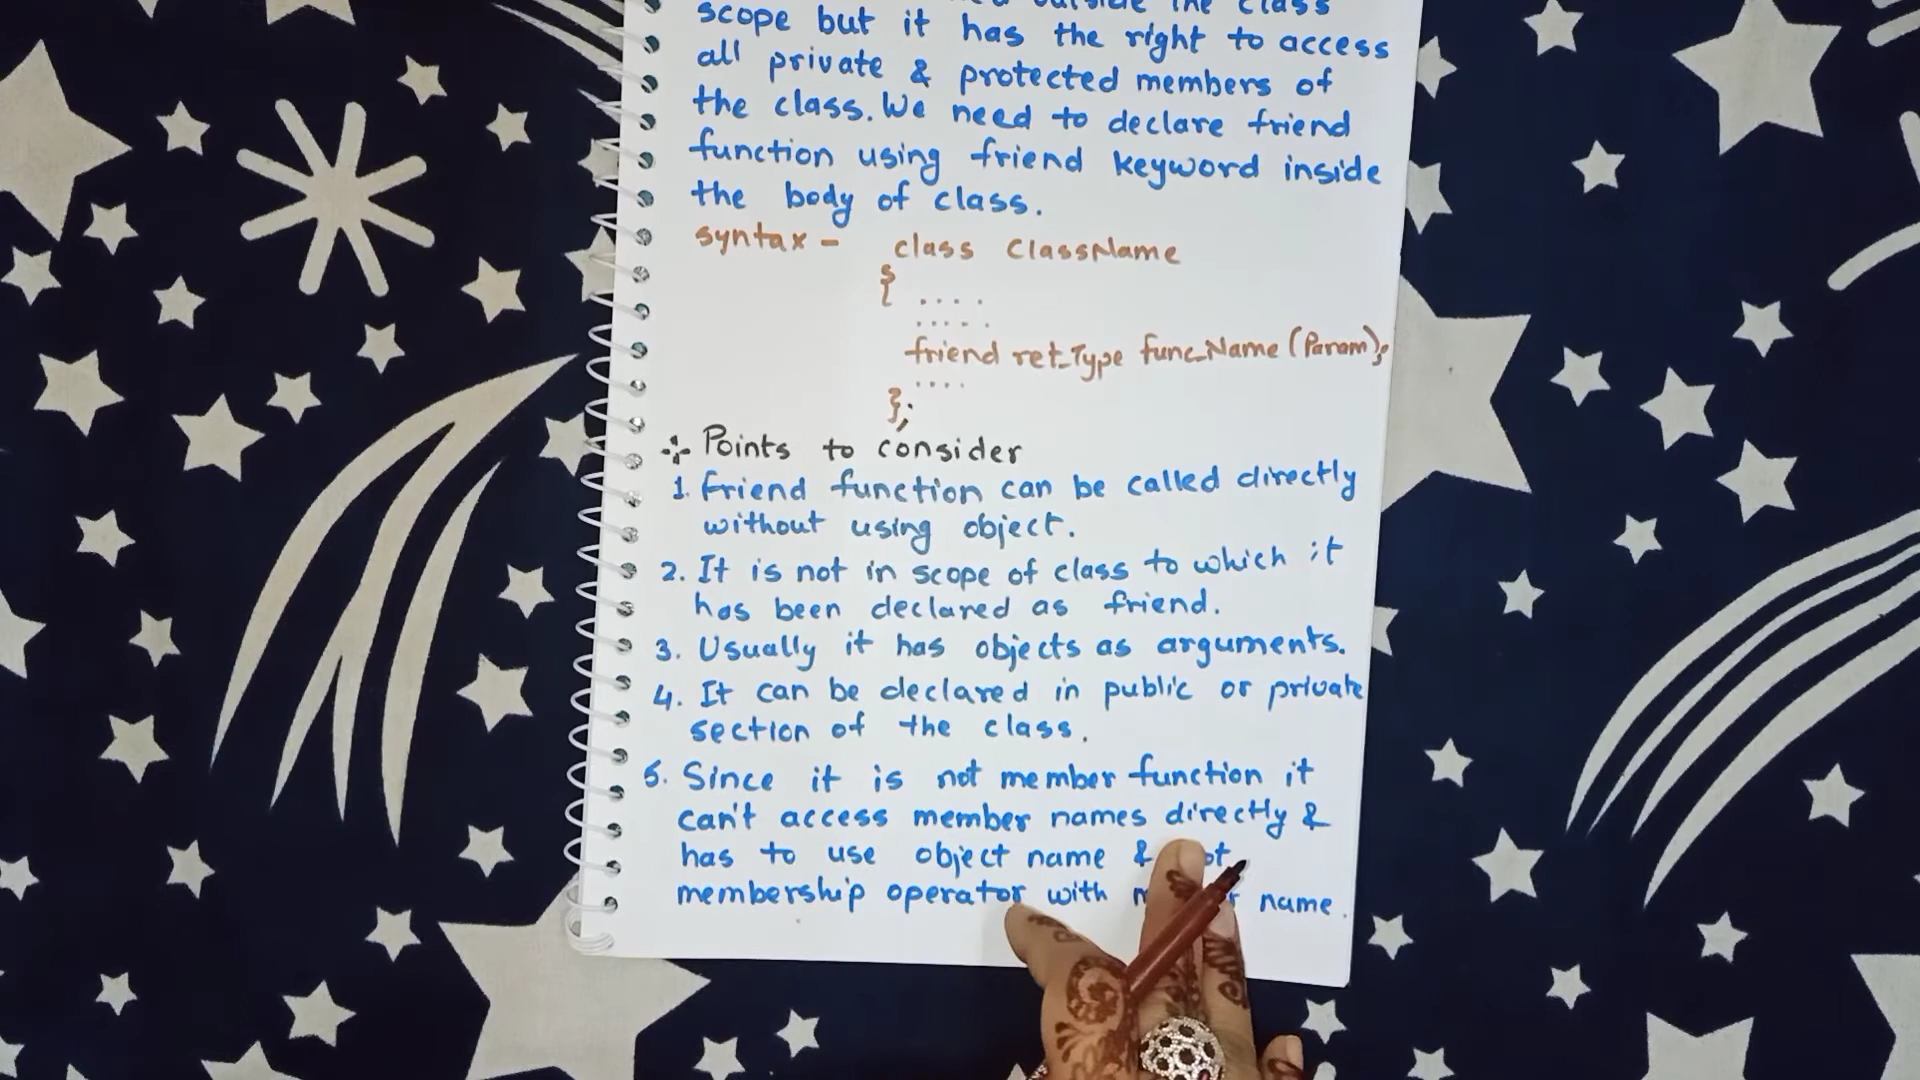 outside the class
scope but it has the right to access
all private & protected members of
the class. We need to declare friend
function using friend keyword inside
the body of class.
syntax - class ClassName
{ ....
.....
friend ret_Type func_Name (Param);
....
};
Points to consider
1. Friend function can be called directly
without using object.
2. It is not in scope of class to which it
has been declared as friend.
3. Usually it has objects as arguments.
4. It can be declared in public or private
section of the class.
5. Since it is not member function it
can't access member names directly &
has to use object name &
membership operator with name.